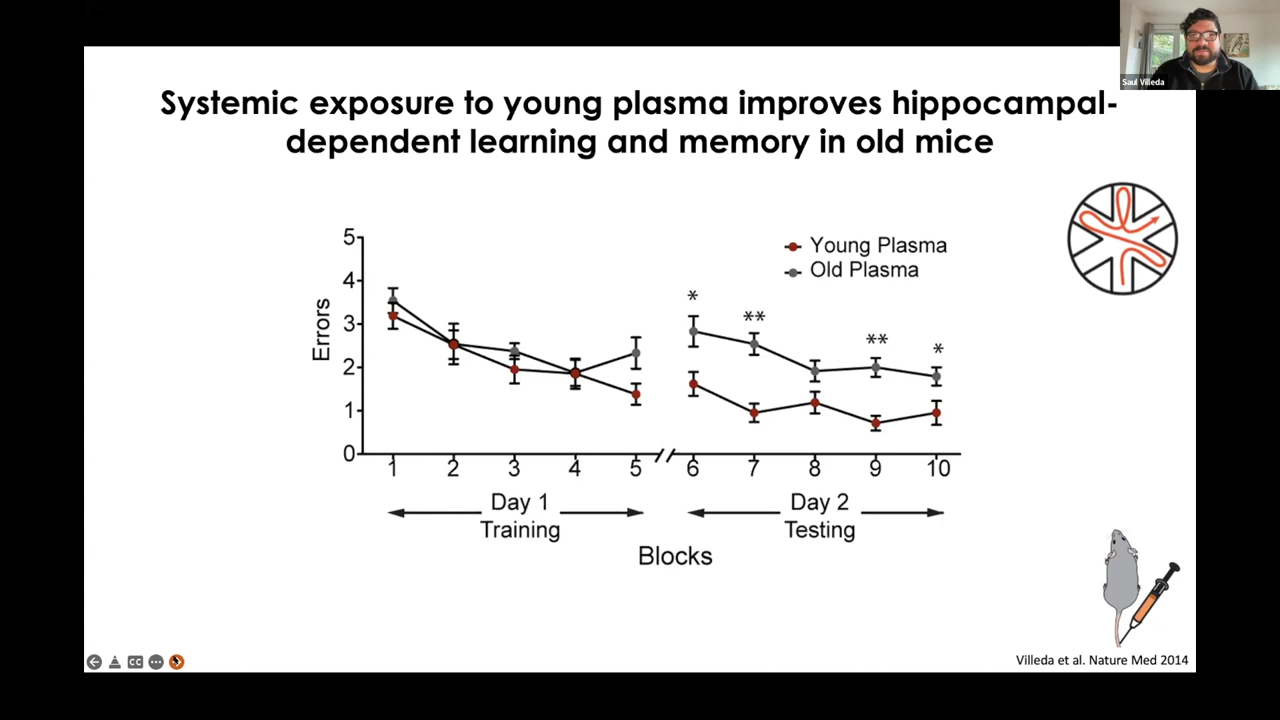 Saul Villeda
Systemic exposure to young plasma improves hippocampal-
dependent learning and memory in old mice
Young Plasma
Old Plasma
5
4
3
2
1
0
Errors
* ** ** *
1 2 3 4 5 6 7 8 9 10
Day 1 Day 2
Training Testing
Blocks
CC
Villeda et al. Nature Med 2014